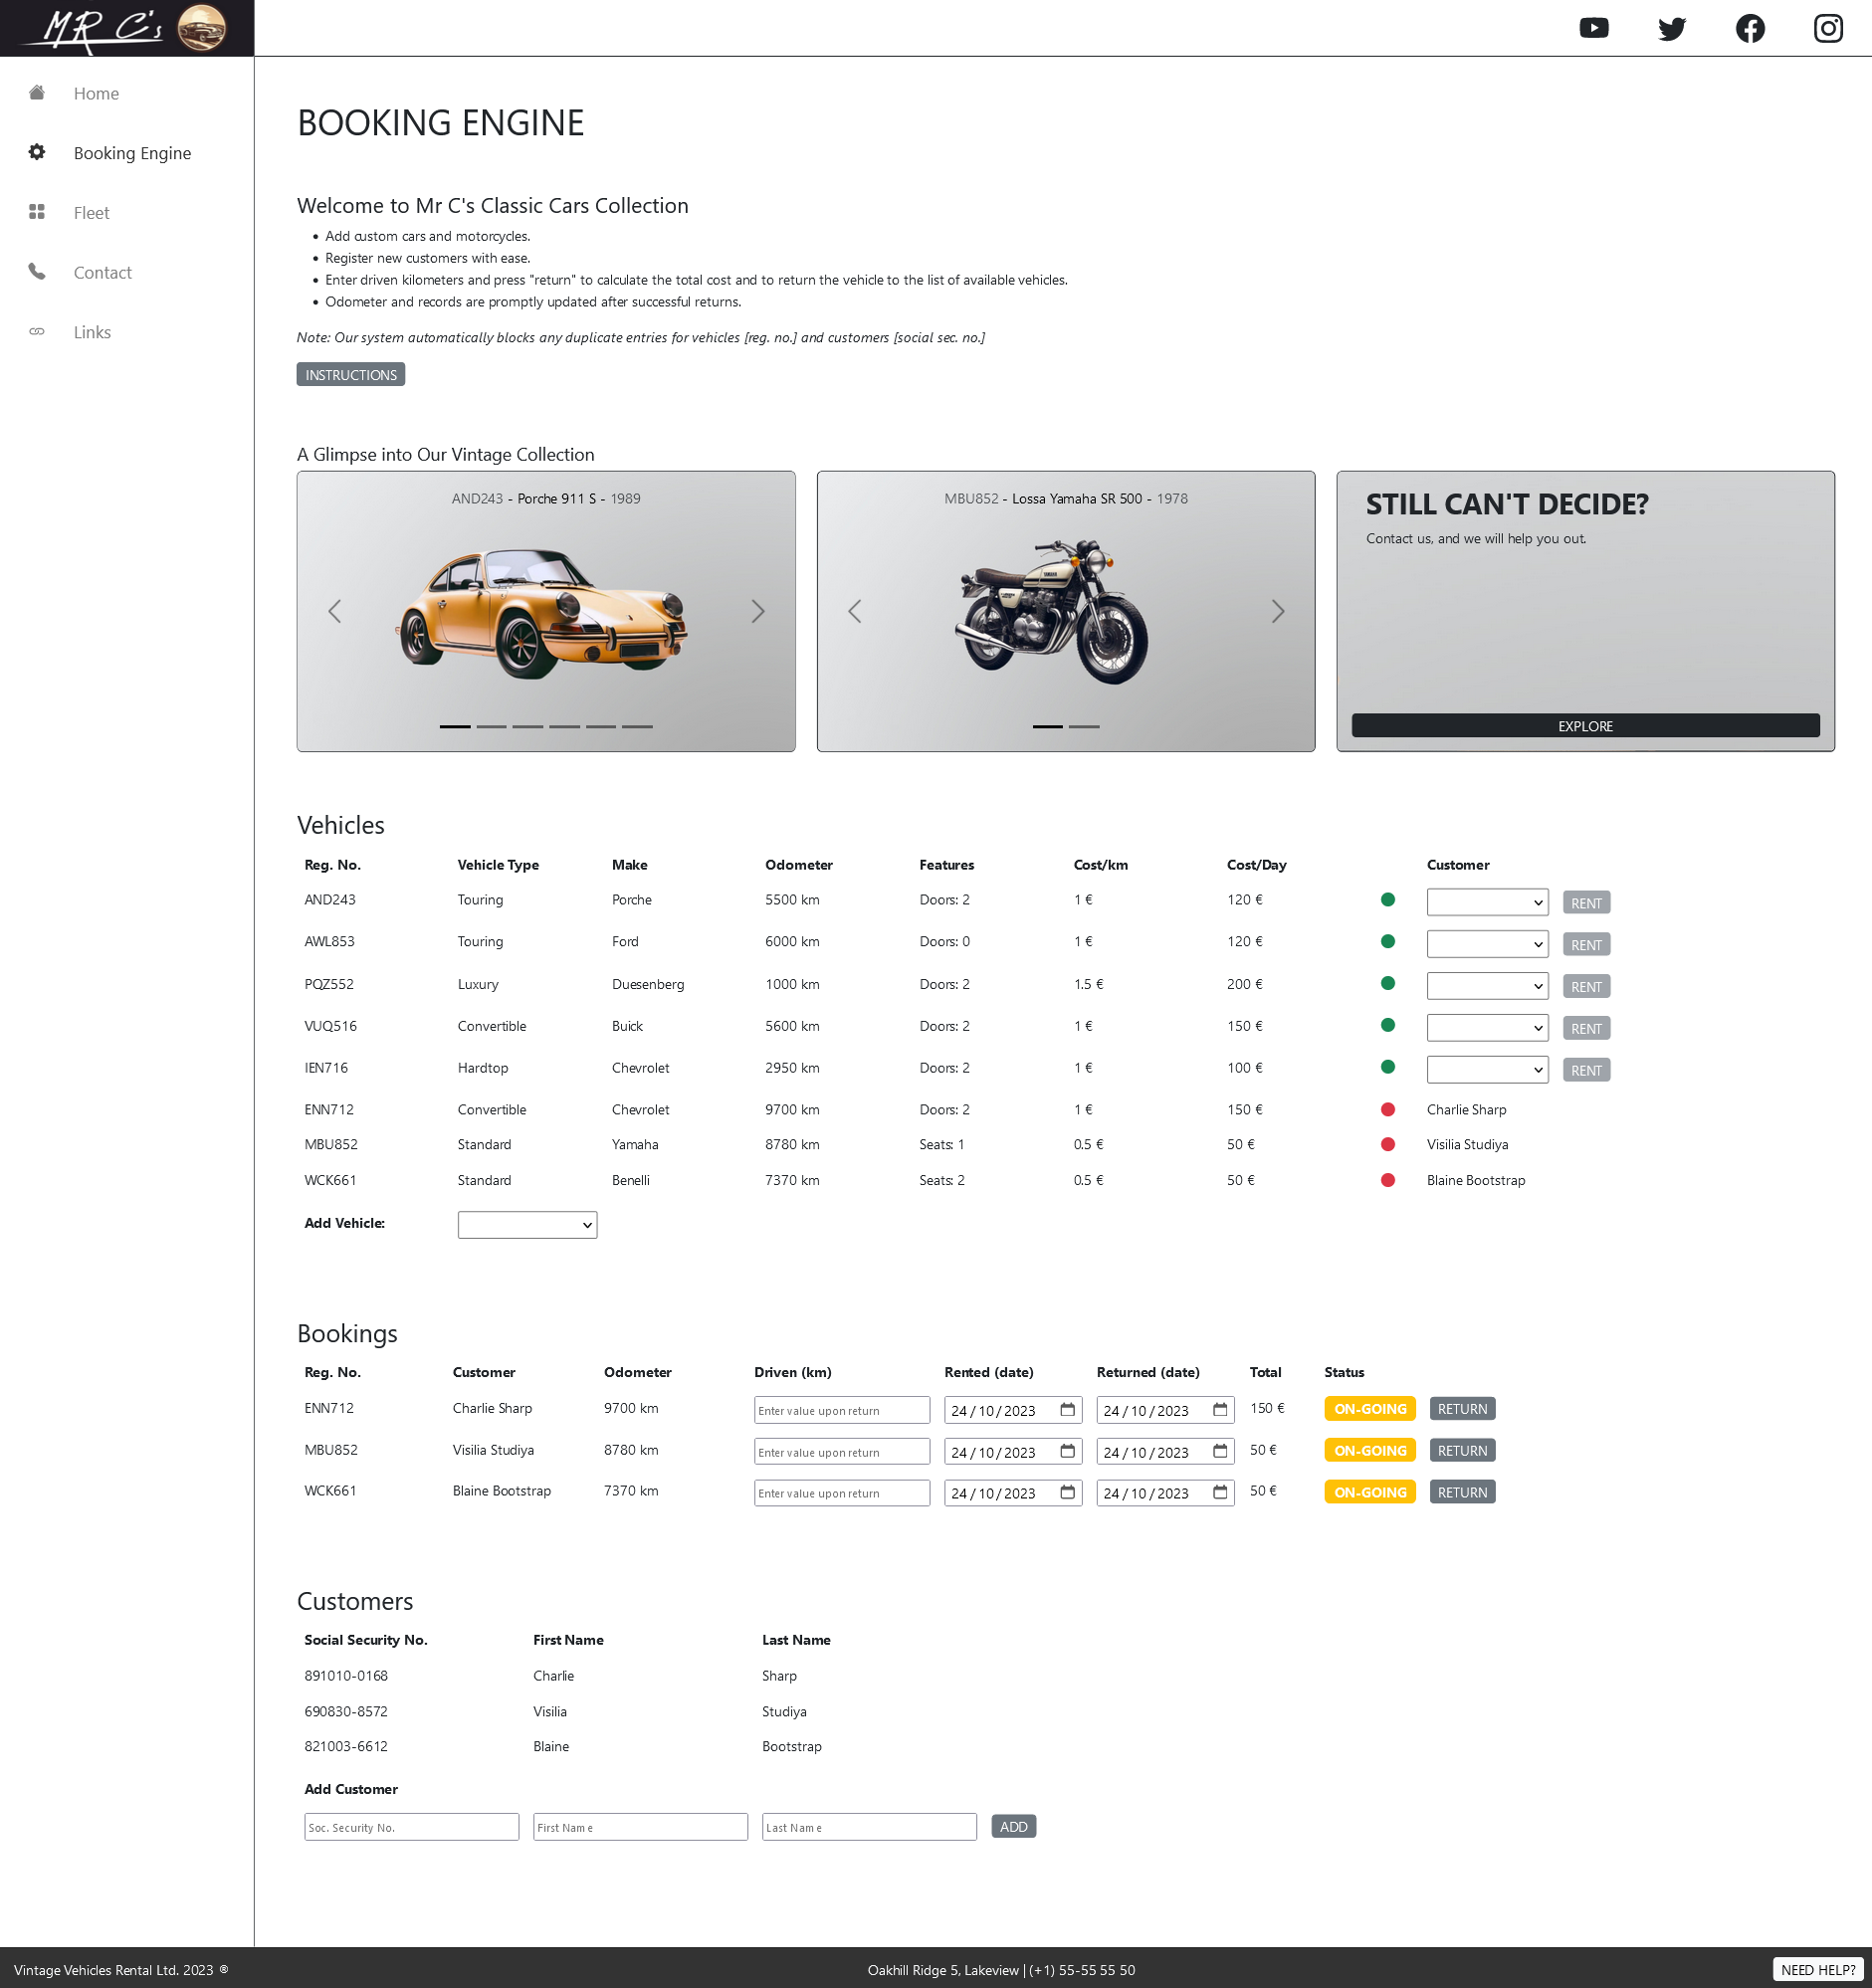 MR C's
Home
Booking Engine
Fleet
Contact
Links
BOOKING ENGINE
Welcome to Mr C's Classic Cars Collection
• Add custom cars and motorcycles.
• Register new customers with ease.
• Enter driven kilometers and press "return" to calculate the total cost and to return the vehicle to the list of available vehicles.
• Odometer and records are promptly updated after successful returns.
Note: Our system automatically blocks any duplicate entries for vehicles [reg. no.] and customers [social sec. no.]
INSTRUCTIONS
A Glimpse into Our Vintage Collection
AND243 - Porche 911 S - 1989
MBU852 - Lossa Yamaha SR 500 - 1978
YAMAHA
STILL CAN'T DECIDE?
Contact us, and we will help you out.
EXPLORE
Vehicles
Reg. No. Vehicle Type Make Odometer Features Cost/km Cost/Day Customer
AND243 Touring Porche 5500 km Doors: 2 1 € 120 € RENT
AWL853 Touring Ford 6000 km Doors: 0 1 € 120 € RENT
PQZ552 Luxury Duesenberg 1000 km Doors: 2 1.5 € 200 € RENT
VUQ516 Convertible Buick 5600 km Doors: 2 1 € 150 € RENT
IEN716 Hardtop Chevrolet 2950 km Doors: 2 1 € 100 € RENT
ENN712 Convertible Chevrolet 9700 km Doors: 2 1 € 150 € Charlie Sharp
MBU852 Standard Yamaha 8780 km Seats: 1 0.5 € 50 € Visilia Studiya
WCK661 Standard Benelli 7370 km Seats: 2 0.5 € 50 € Blaine Bootstrap
Add Vehicle:
Bookings
Reg. No. Customer Odometer Driven (km) Rented (date) Returned (date) Total Status
ENN712 Charlie Sharp 9700 km Enter value upon return 24/10/2023 24/10/2023 150 € ON-GOING RETURN
MBU852 Visilia Studiya 8780 km Enter value upon return 24/10/2023 24/10/2023 50 € ON-GOING RETURN
WCK661 Blaine Bootstrap 7370 km Enter value upon return 24/10/2023 24/10/2023 50 € ON-GOING RETURN
Customers
Social Security No. First Name Last Name
891010-0168 Charlie Sharp
690830-8572 Visilia Studiya
821003-6612 Blaine Bootstrap
Add Customer
Soc. Security No. First Name Last Name ADD
Vintage Vehicles Rental Ltd. 2023 ® Oakhill Ridge 5, Lakeview | (+1) 55-55 55 50 NEED HELP?